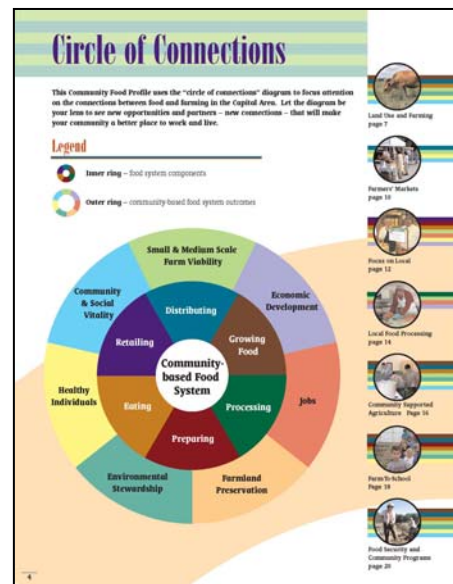 Circle of Connections
This Community Food Profile uses the "circle of connections" diagram to focus attention
on the connections between food and farming in the Capital Area. Let the diagram be
your lens to see new opportunities and partners – new connections – that will make
your community a better place to work and live.
Legend
Inner ring – food system components
Outer ring – community-based food system outcomes
Small & Medium Scale
Farm Viability
Economic
Development
Jobs
Farmland
Preservation
Environmental
Stewardship
Healthy
Individuals
Community
& Social
Vitality
Distributing
Growing
Food
Processing
Preparing
Eating
Retailing
Community-
based Food
System
Land Use and Farming
page 7
Farmers' Markets
page 10
Focus on Local
page 12
Local Food Processing
page 14
Community Supported
Agriculture Page 16
Farm-To-School
Page 18
Food Security and
Community Programs
page 20
4